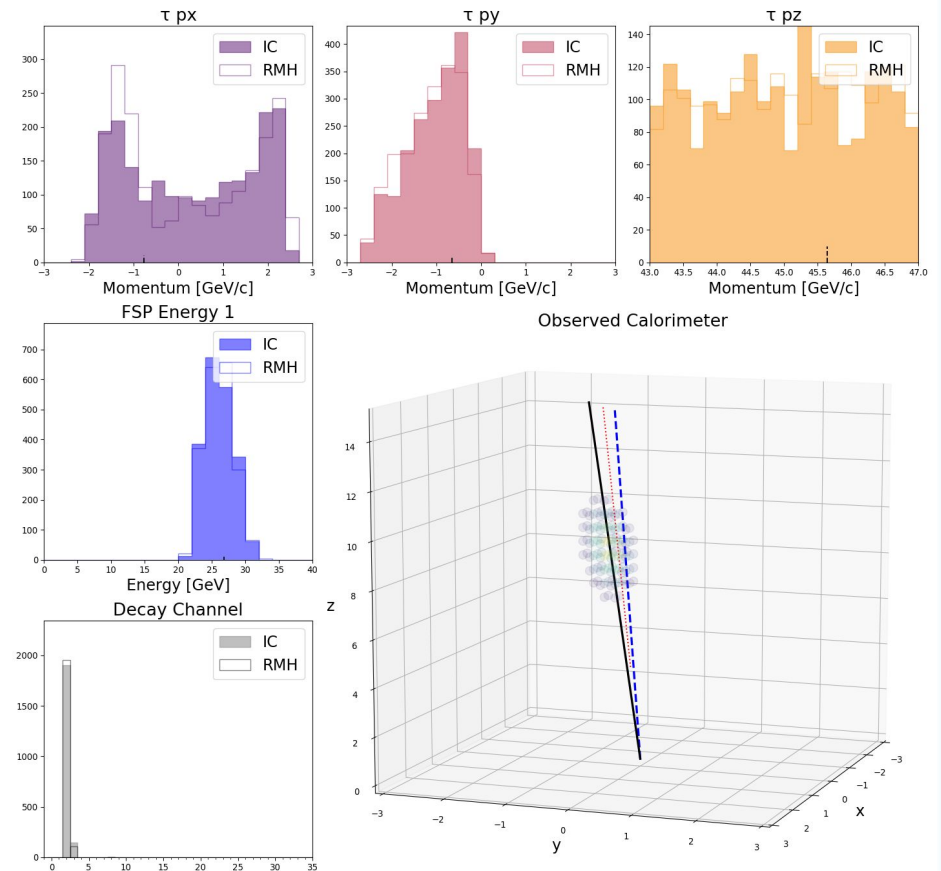 τ px
τ py
τ pz
IC
RMH
IC
RMH
IC
RMH
0
50
100
150
200
250
300
0
50
100
150
200
250
300
350
400
0
20
40
60
80
100
120
140
−3 −2 −1 0 1 2 3
−3 −2 −1 0 1 2 3
43.0 43.5 44.0 44.5 45.0 45.5 46.0 46.5 47.0
Momentum [GeV/c]
Momentum [GeV/c]
Momentum [GeV/c]
FSP Energy 1
IC
RMH
0
100
200
300
400
500
600
700
0 5 10 15 20 25 30 35 40
Energy [GeV]
Decay Channel
IC
RMH
0
500
1000
1500
2000
0 5 10 15 20 25 30 35
Observed Calorimeter
z
14
12
10
8
6
4
2
0
−3 −2 −1 0 1 2 3
y
−3
−2
−1
0
1
2
3
x